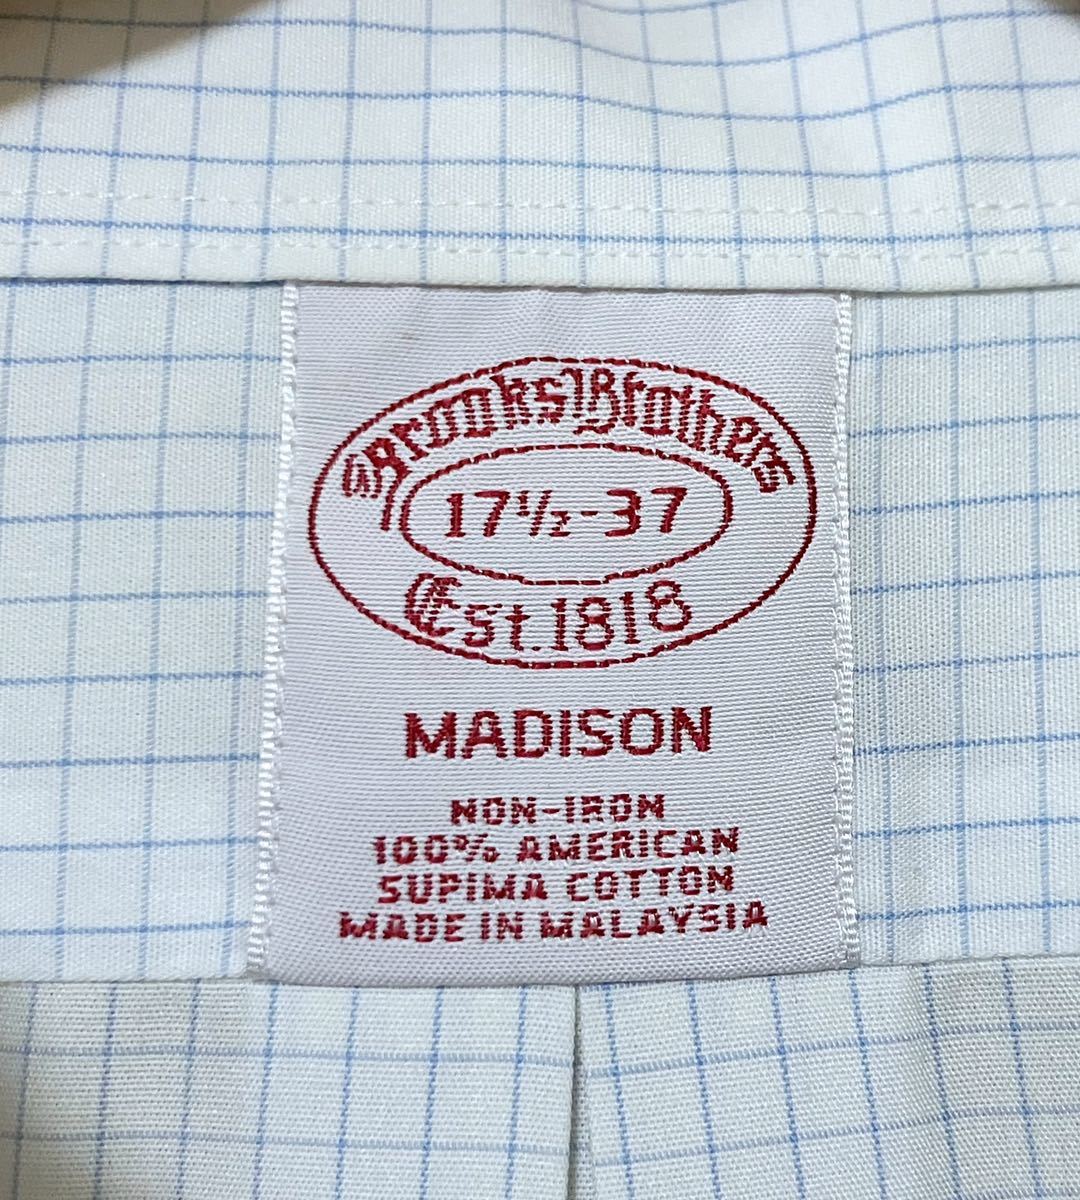 Brooks Brothers
17½-37
Est. 1818
MADISON
NON-IRON
100% AMERICAN
SUPIMA COTTON
MADE IN MALAYSIA